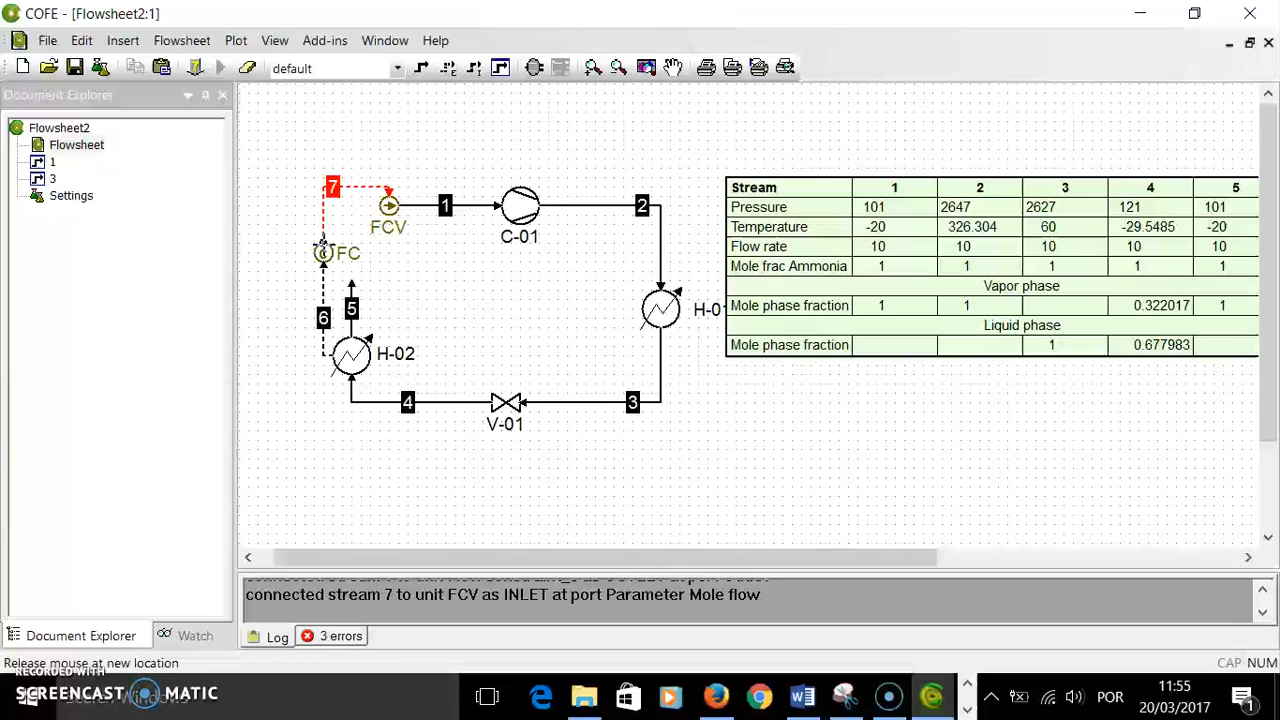 COFE - [Flowsheet2:1]
File Edit Insert Flowsheet Plot View Add-ins Window Help
default
Document Explorer
Flowsheet2
Flowsheet
1
3
Settings
7
1
2
FCV
C-01
FC
6
5
H-02
H-0
4
3
V-01
Stream 1 2 3 4 5
Pressure 101 2647 2627 121 101
Temperature -20 326.304 60 -29.5485 -20
Flow rate 10 10 10 10 10
Mole frac Ammonia 1 1 1 1 1
Vapor phase
Mole phase fraction 1 1 0.322017 1
Liquid phase
Mole phase fraction 1 0.677983
connected stream 7 to unit FCV as INLET at port Parameter Mole flow
Document Explorer Watch
Log 3 errors
Release mouse at new location
CAP NUM
RECORDED WITH
SCREENCAST MATIC
POR
11:55
20/03/2017
1